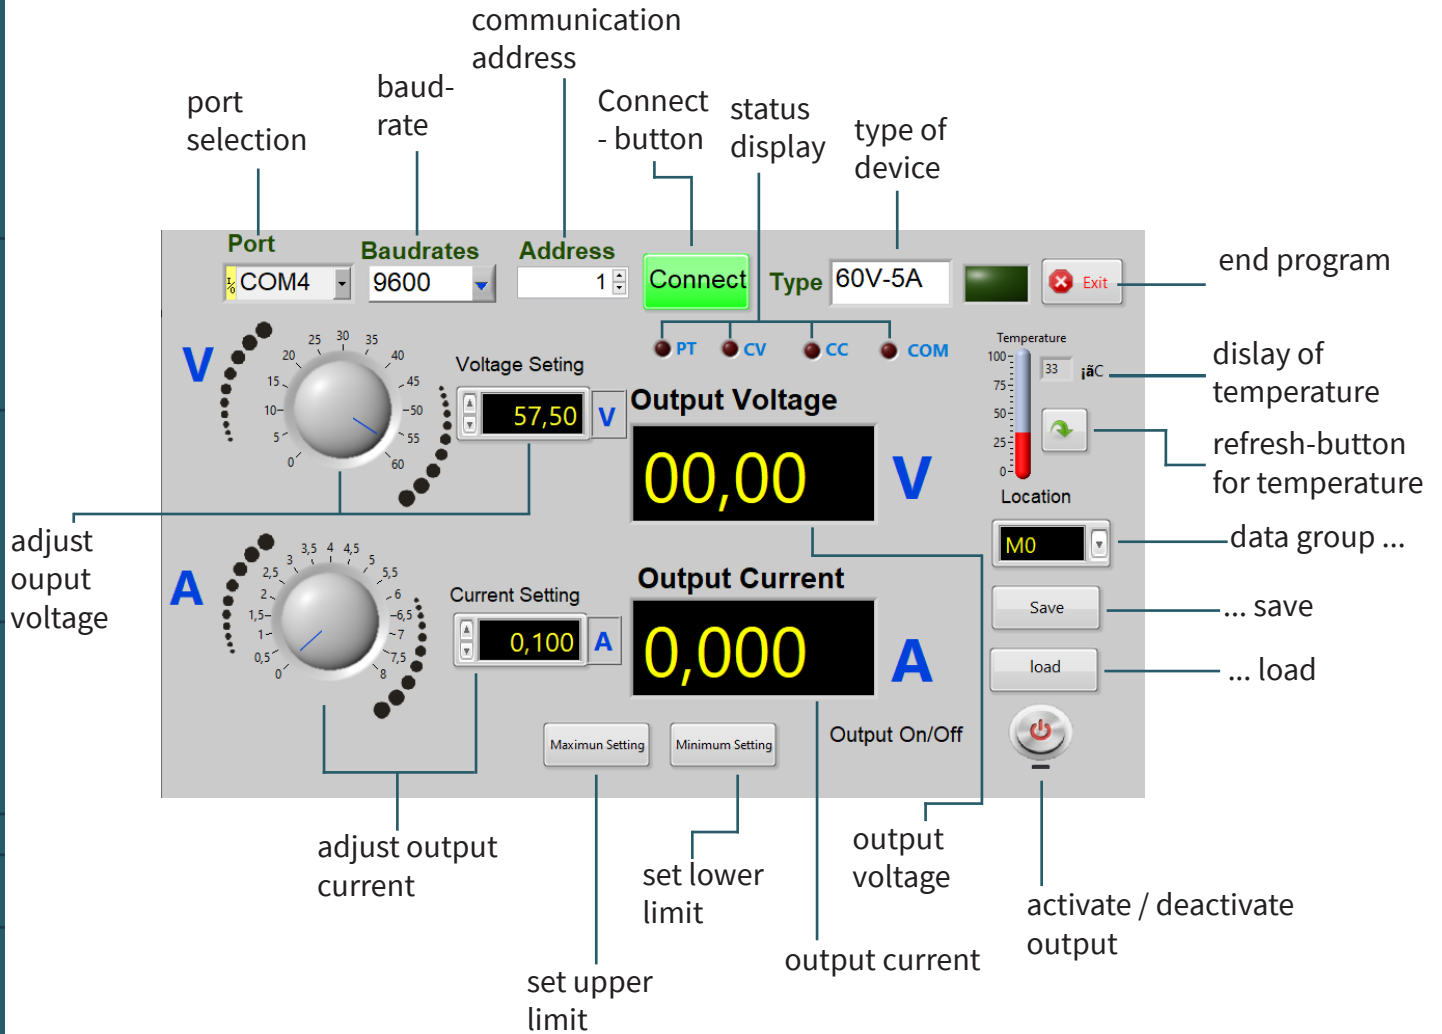 communication
address
baud-
rate
port
selection
Connect
- button
status
display
type of
device
Port
Baudrates
Address
I/0
COM4
9600
1
Connect
Type
60V-5A
Exit
end program
PT
CV
CC
COM
V
0
5
10
15
20
25
30
35
40
45
50
55
60
Voltage Seting
57,50
V
Output Voltage
00,00
V
Temperature
100
75
50
25
0
33
¡ãC
dislay of
temperature
refresh-button
for temperature
Location
M0
data group ...
adjust
ouput
voltage
A
0
0,5
1
1,5
2
2,5
3
3,5
4
4,5
5
5,5
6
6,5
7
7,5
8
Current Setting
0,100
A
Output Current
0,000
A
Save
... save
load
... load
Maximun Setting
Minimum Setting
Output On/Off
adjust output
current
set lower
limit
output
voltage
activate / deactivate
output
output current
set upper
limit